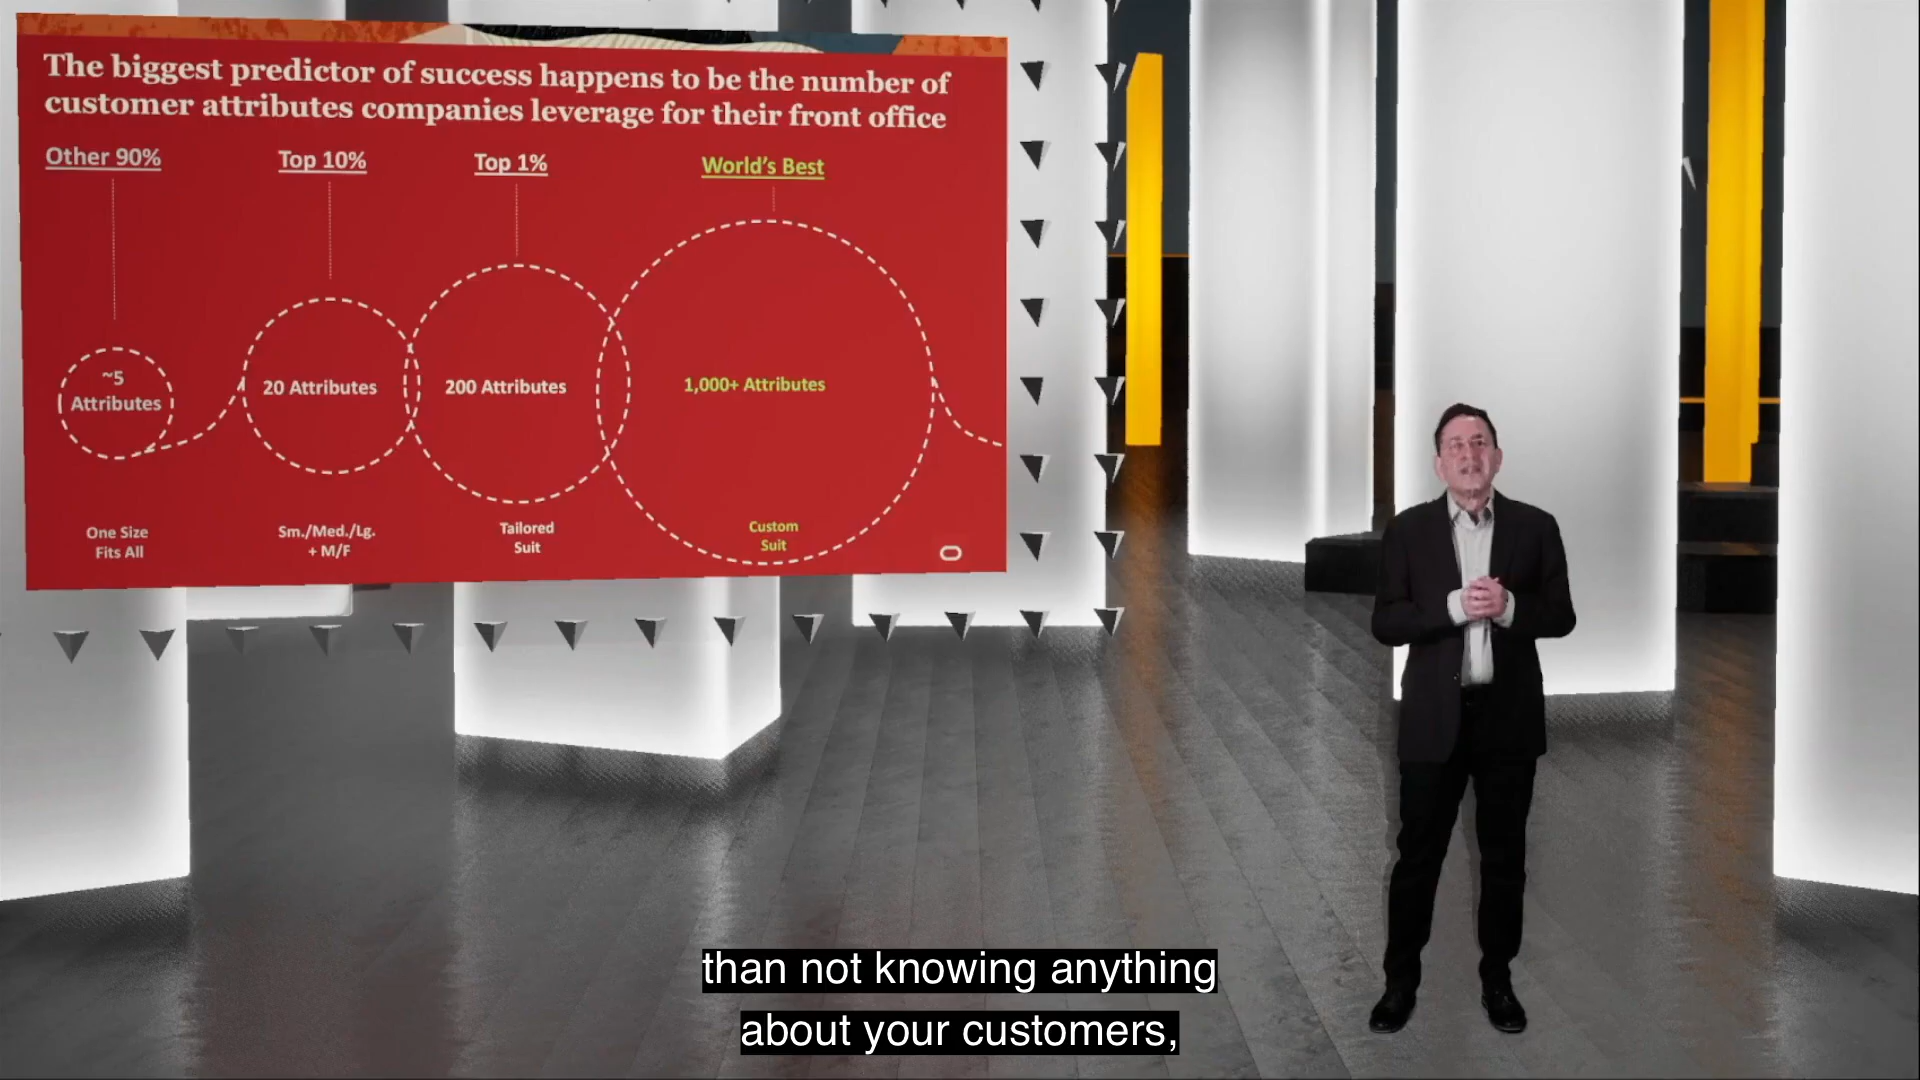 The biggest predictor of success happens to be the number of
customer attributes companies leverage for their front office
Other 90%
Top 10%
Top 1%
World's Best
~5
Attributes
20 Attributes
200 Attributes
1,000+ Attributes
One Size
Fits All
Sm./Med./Lg.
+ M/F
Tailored
Suit
Custom
Suit
than not knowing anything
about your customers,